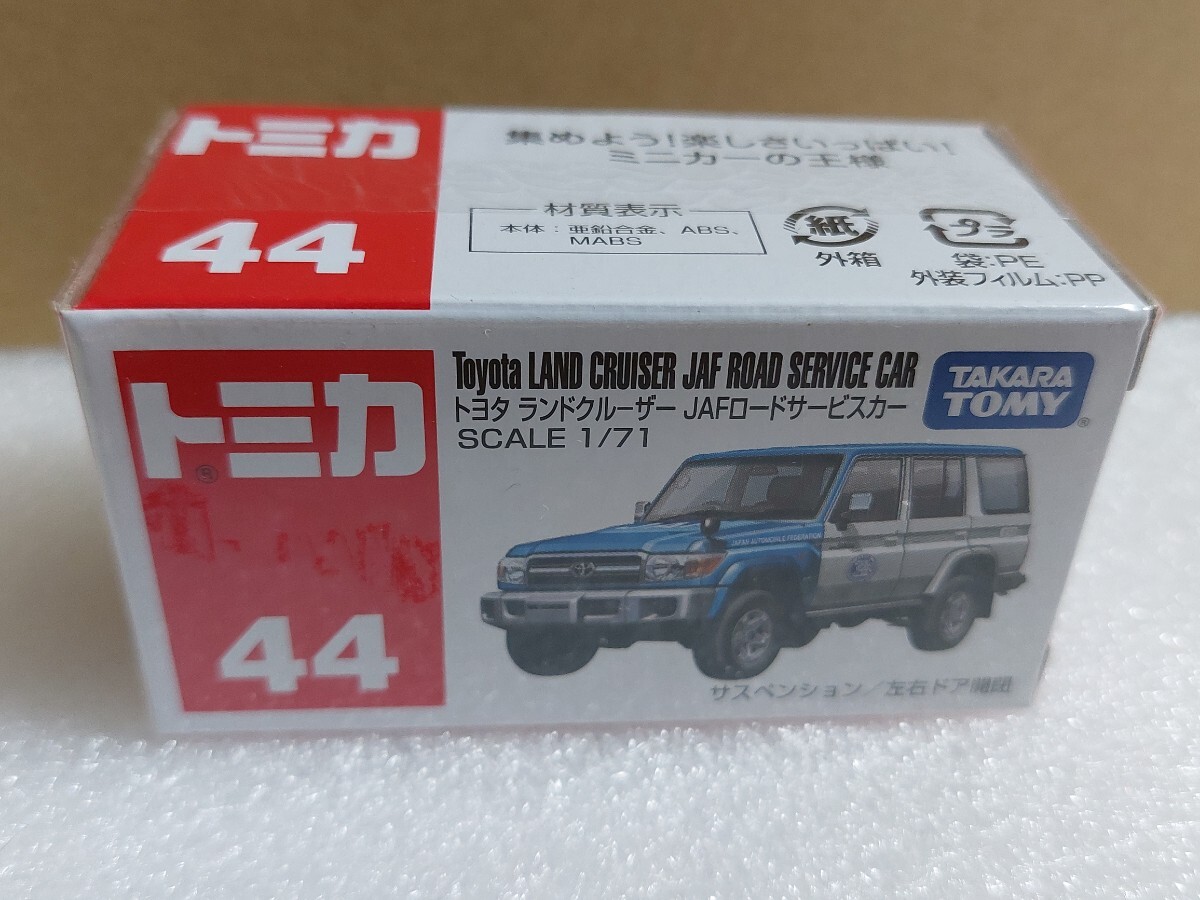 トミカ
44
集めよう!楽しさいっぱい!
ミニカーの王様
材質表示
本体:亜鉛合金、ABS、
MABS
紙
外箱
プラ
袋:PE
外装フィルム:PP
トミカ®
44
Toyota LAND CRUISER JAF ROAD SERVICE CAR
トヨタ ランドクルーザー JAFロードサービスカー
SCALE 1/71
TAKARA
TOMY®
JAPAN AUTOMOBILE FEDERATION
サスペンション/左右ドア開閉